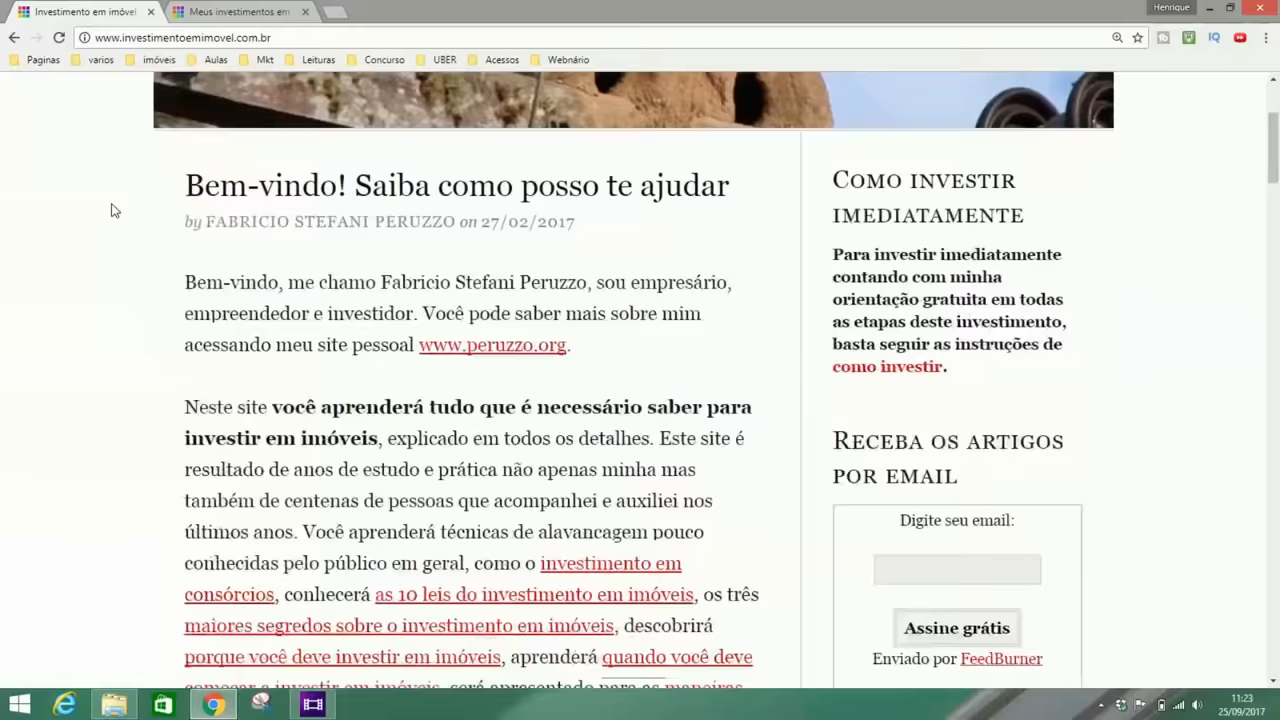 Investimento em imóvel
Meus investimentos em
Henrique
www.investimentoemimovel.com.br
Paginas
varios
imóveis
Aulas
Mkt
Leituras
Concurso
UBER
Acessos
Webnário
Bem-vindo! Saiba como posso te ajudar
by FABRICIO STEFANI PERUZZO on 27/02/2017
Bem-vindo, me chamo Fabricio Stefani Peruzzo, sou empresário,
empreendedor e investidor. Você pode saber mais sobre mim
acessando meu site pessoal www.peruzzo.org.
Neste site você aprenderá tudo que é necessário saber para
investir em imóveis, explicado em todos os detalhes. Este site é
resultado de anos de estudo e prática não apenas minha mas
também de centenas de pessoas que acompanhei e auxiliei nos
últimos anos. Você aprenderá técnicas de alavancagem pouco
conhecidas pelo público em geral, como o investimento em
consórcios, conhecerá as 10 leis do investimento em imóveis, os três
maiores segredos sobre o investimento em imóveis, descobrirá
porque você deve investir em imóveis, aprenderá quando você deve
começar a investir em imóveis, será apresentado para as maneiras
COMO INVESTIR
IMEDIATAMENTE
Para investir imediatamente
contando com minha
orientação gratuita em todas
as etapas deste investimento,
basta seguir as instruções de
como investir.
RECEBA OS ARTIGOS
POR EMAIL
Digite seu email:
Assine grátis
Enviado por FeedBurner
11:23
25/09/2017